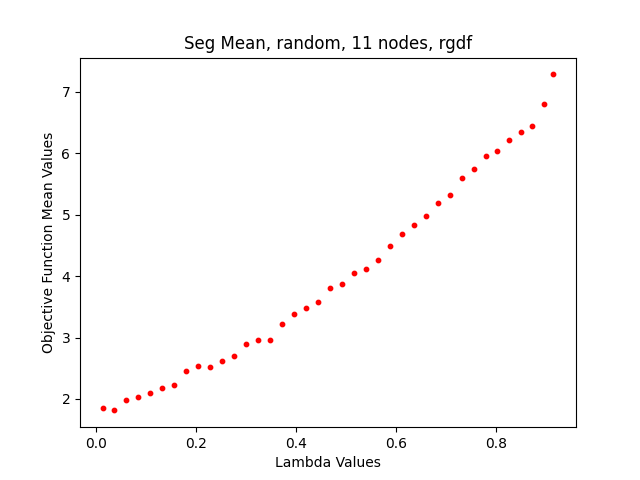 Seg Mean, random, 11 nodes, rgdf
Objective Function Mean Values
7
6
5
4
3
2
0.0 0.2 0.4 0.6 0.8
Lambda Values